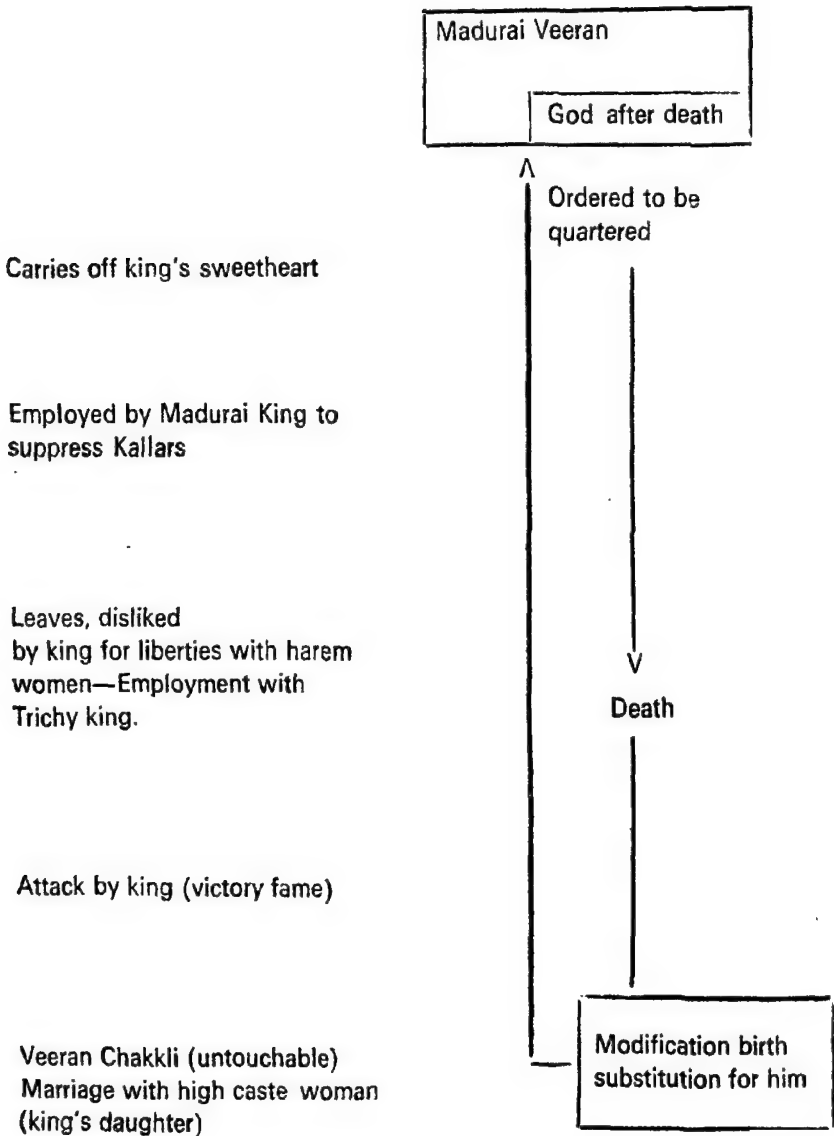 Madurai Veeran
God after death
Ordered to be
quartered
Carries off king's sweetheart
Employed by Madurai King to
suppress Kallars
Leaves, disliked
by king for liberties with harem
women—Employment with
Trichy king.
Death
Attack by king (victory fame)
Veeran Chakkli (untouchable)
Marriage with high caste woman
(king's daughter)
Modification birth
substitution for him